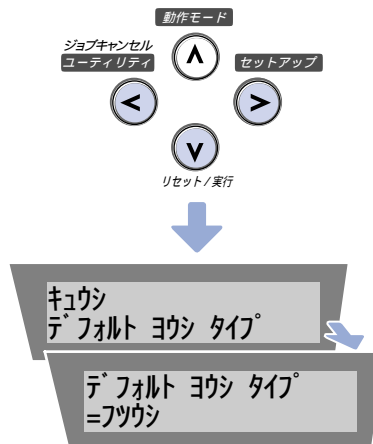 動作モード
ジョブキャンセル
ユーティリティ
セットアップ
リセット/実行
キュウシ
デフォルト ヨウシ タイプ
デフォルト ヨウシ タイプ
=フツウシ